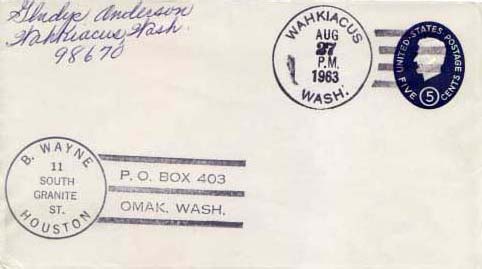 Gladys Anderson
Wahkiacus, Wash.
98670
WAHKIACUS
AUG
27
P.M.
1963
WASH.
UNITED·STATES·POSTAGE
FIVE 5 CENTS
B. WAYNE
11
SOUTH
GRANITE
ST.
HOUSTON
P. O. BOX 403
OMAK, WASH.